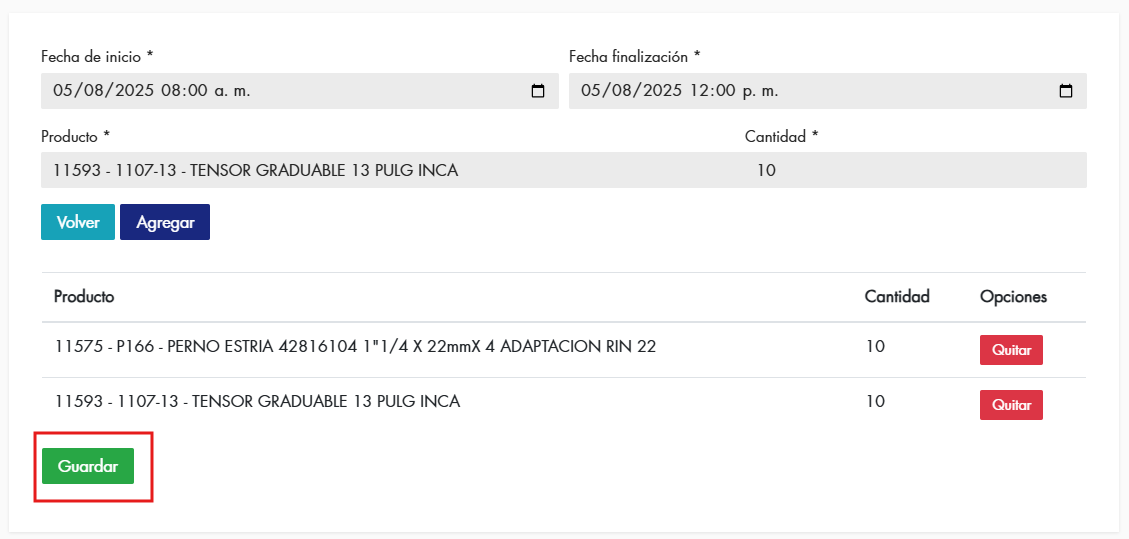 Fecha de inicio * Fecha finalización *
05/08/2025 08:00 a. m. 05/08/2025 12:00 p. m.
Producto * Cantidad *
11593 - 1107-13 - TENSOR GRADUABLE 13 PULG INCA 10
Volver Agregar
Producto Cantidad Opciones
11575 - P166 - PERNO ESTRIA 42816104 1"1/4 X 22mmX 4 ADAPTACION RIN 22 10 Quitar
11593 - 1107-13 - TENSOR GRADUABLE 13 PULG INCA 10 Quitar
Guardar